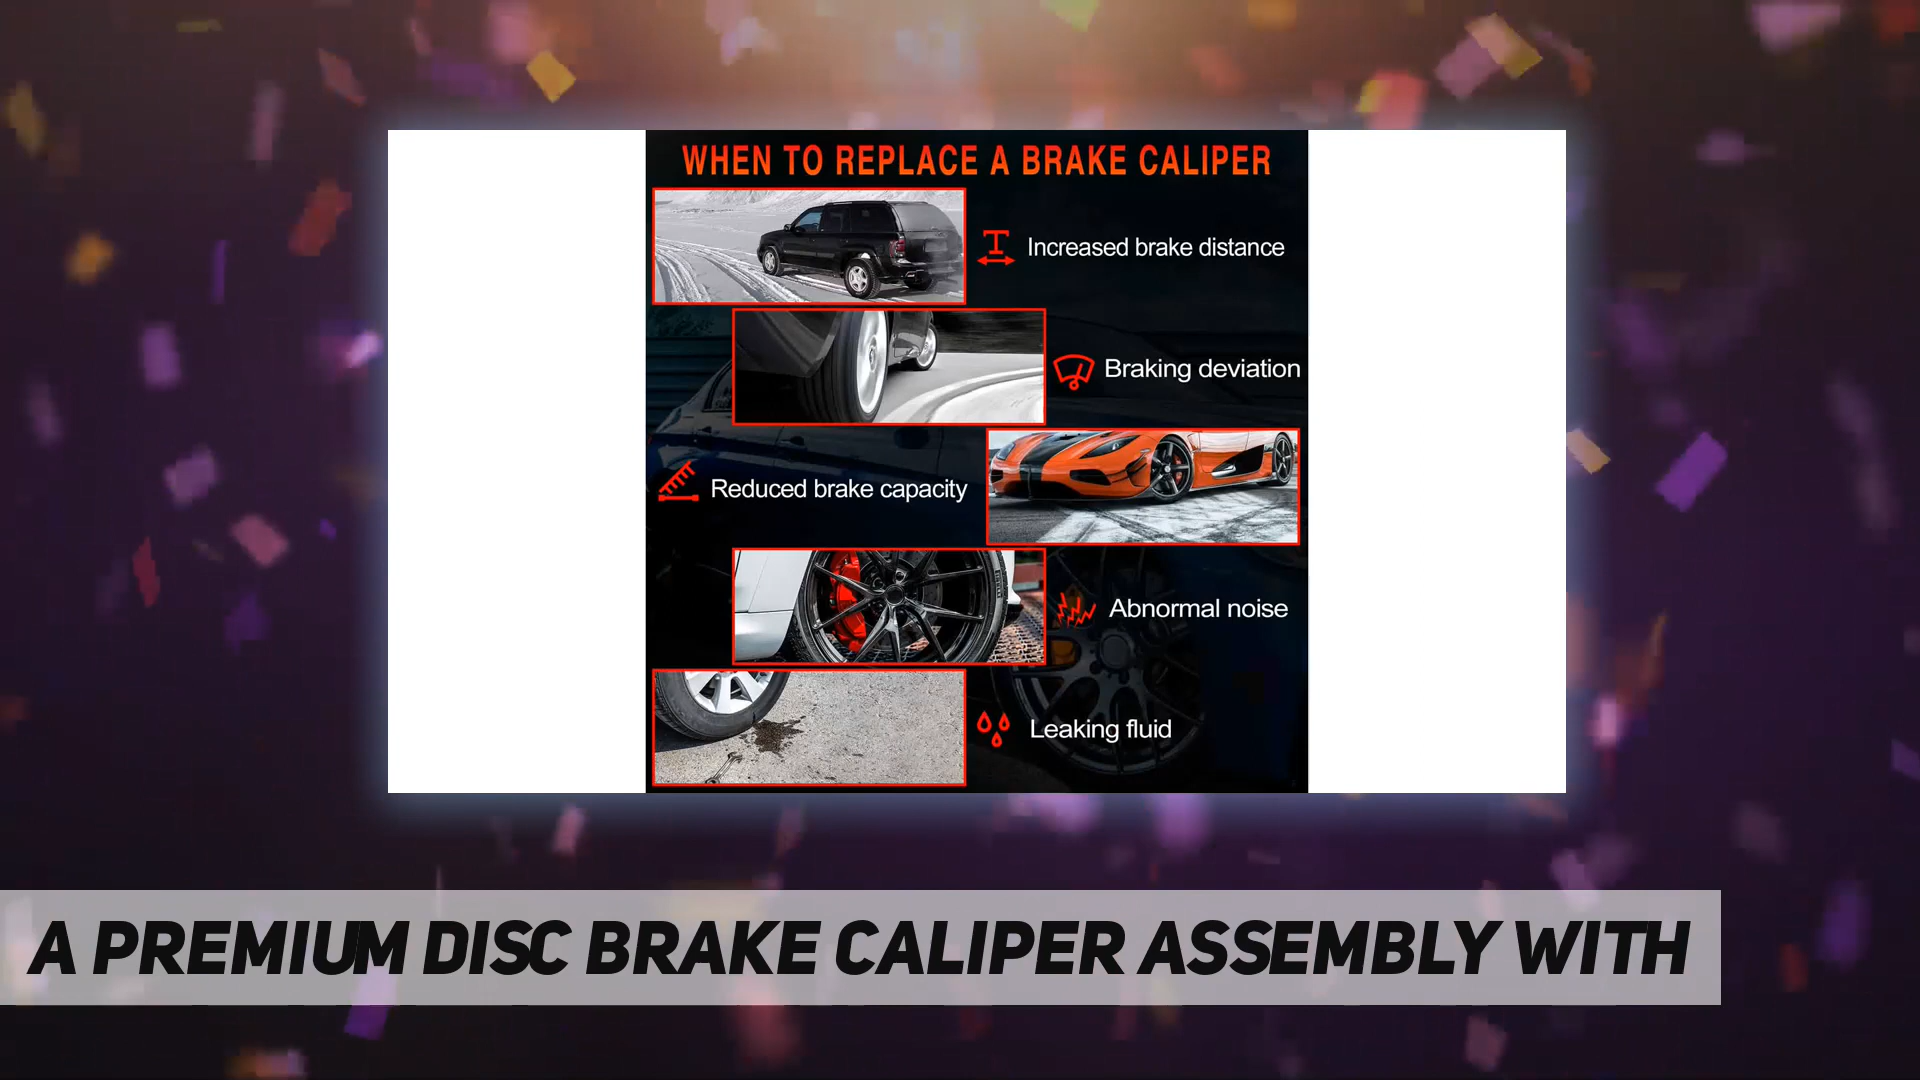 WHEN TO REPLACE A BRAKE CALIPER
Increased brake distance
Braking deviation
Reduced brake capacity
Abnormal noise
Leaking fluid
A PREMIUM DISC BRAKE CALIPER ASSEMBLY WITH